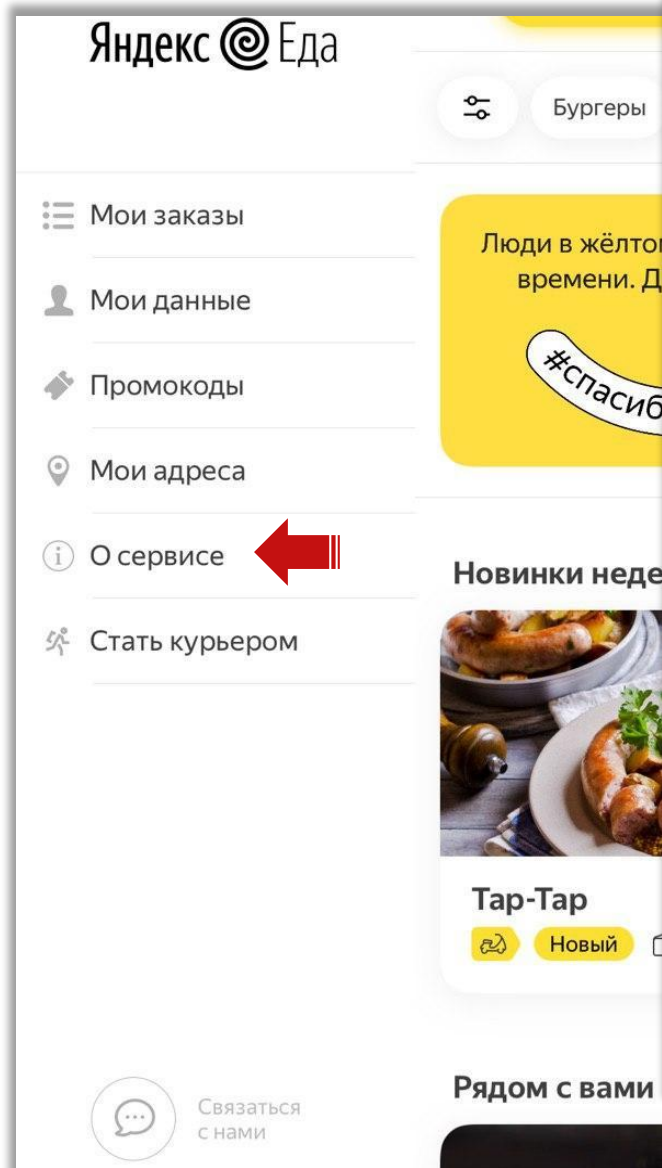 Яндекс Еда
Мои заказы
Мои данные
Промокоды
Мои адреса
О сервисе
Стать курьером
Связаться
с нами
Бургеры
Люди в жёлто
времени. Д
#спасиб
Новинки неде
Тар-Тар
Новый
Рядом с вами